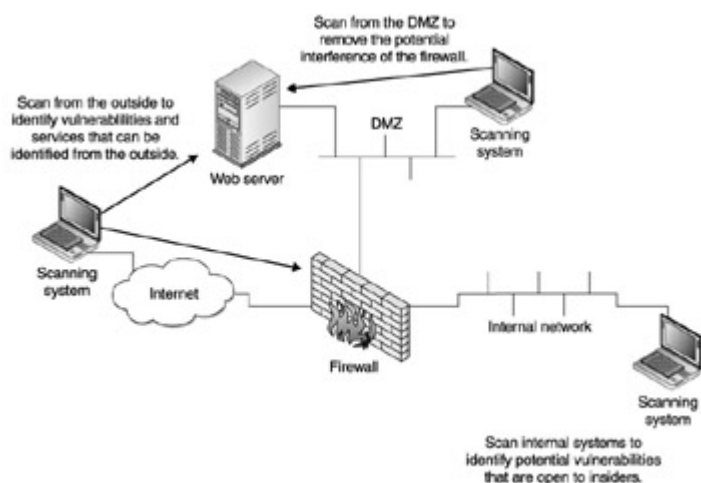 Scan from the DMZ to
remove the potential
interference of the firewall.
Scan from the outside to
identify vulnerablilities and
services that can be
identified from the outside.
DMZ
Scanning
system
Web server
Scanning
system
Internet
Firewall
Internal network
Scanning
system
Scan internal systems to
identify potential vulnerabilities
that are open to insiders.